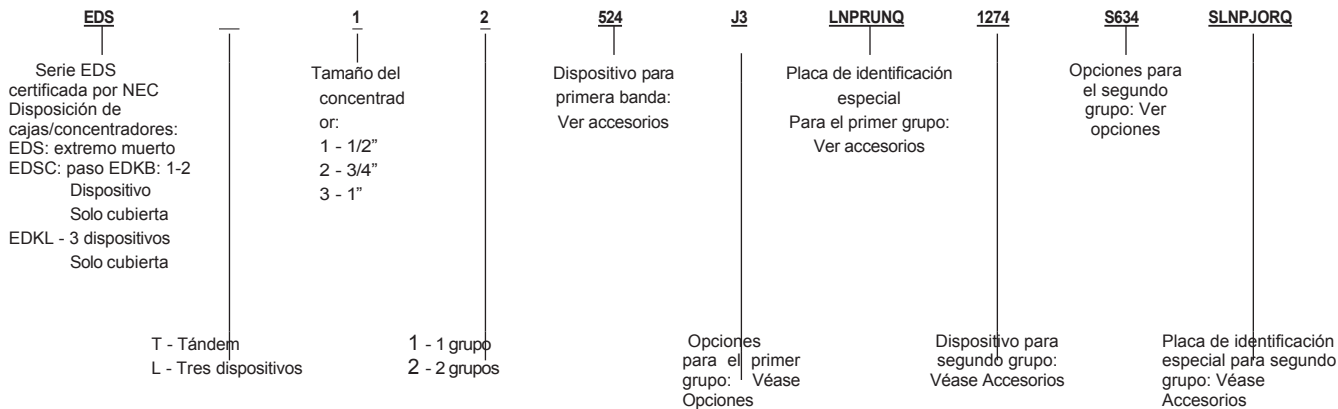 EDS __ 1 2 524 J3 LNPRUNQ 1274 S634 SLNPJORQ
Serie EDS
certificada por NEC
Disposición de
cajas/concentradores:
EDS: extremo muerto
EDSC: paso EDKB: 1-2
Dispositivo
Solo cubierta
EDKL - 3 dispositivos
Solo cubierta
Tamaño del
concentrad
or:
1 - 1/2”
2 - 3/4”
3 - 1”
Dispositivo para
primera banda:
Ver accesorios
Placa de identificación
especial
Para el primer grupo:
Ver accesorios
Opciones para
el segundo
grupo: Ver
opciones
T - Tándem
L - Tres dispositivos
1 - 1 grupo
2 - 2 grupos
Opciones
para el primer
grupo: Véase
Opciones
Dispositivo para
segundo grupo:
Véase Accesorios
Placa de identificación
especial para segundo
grupo: Véase
Accesorios